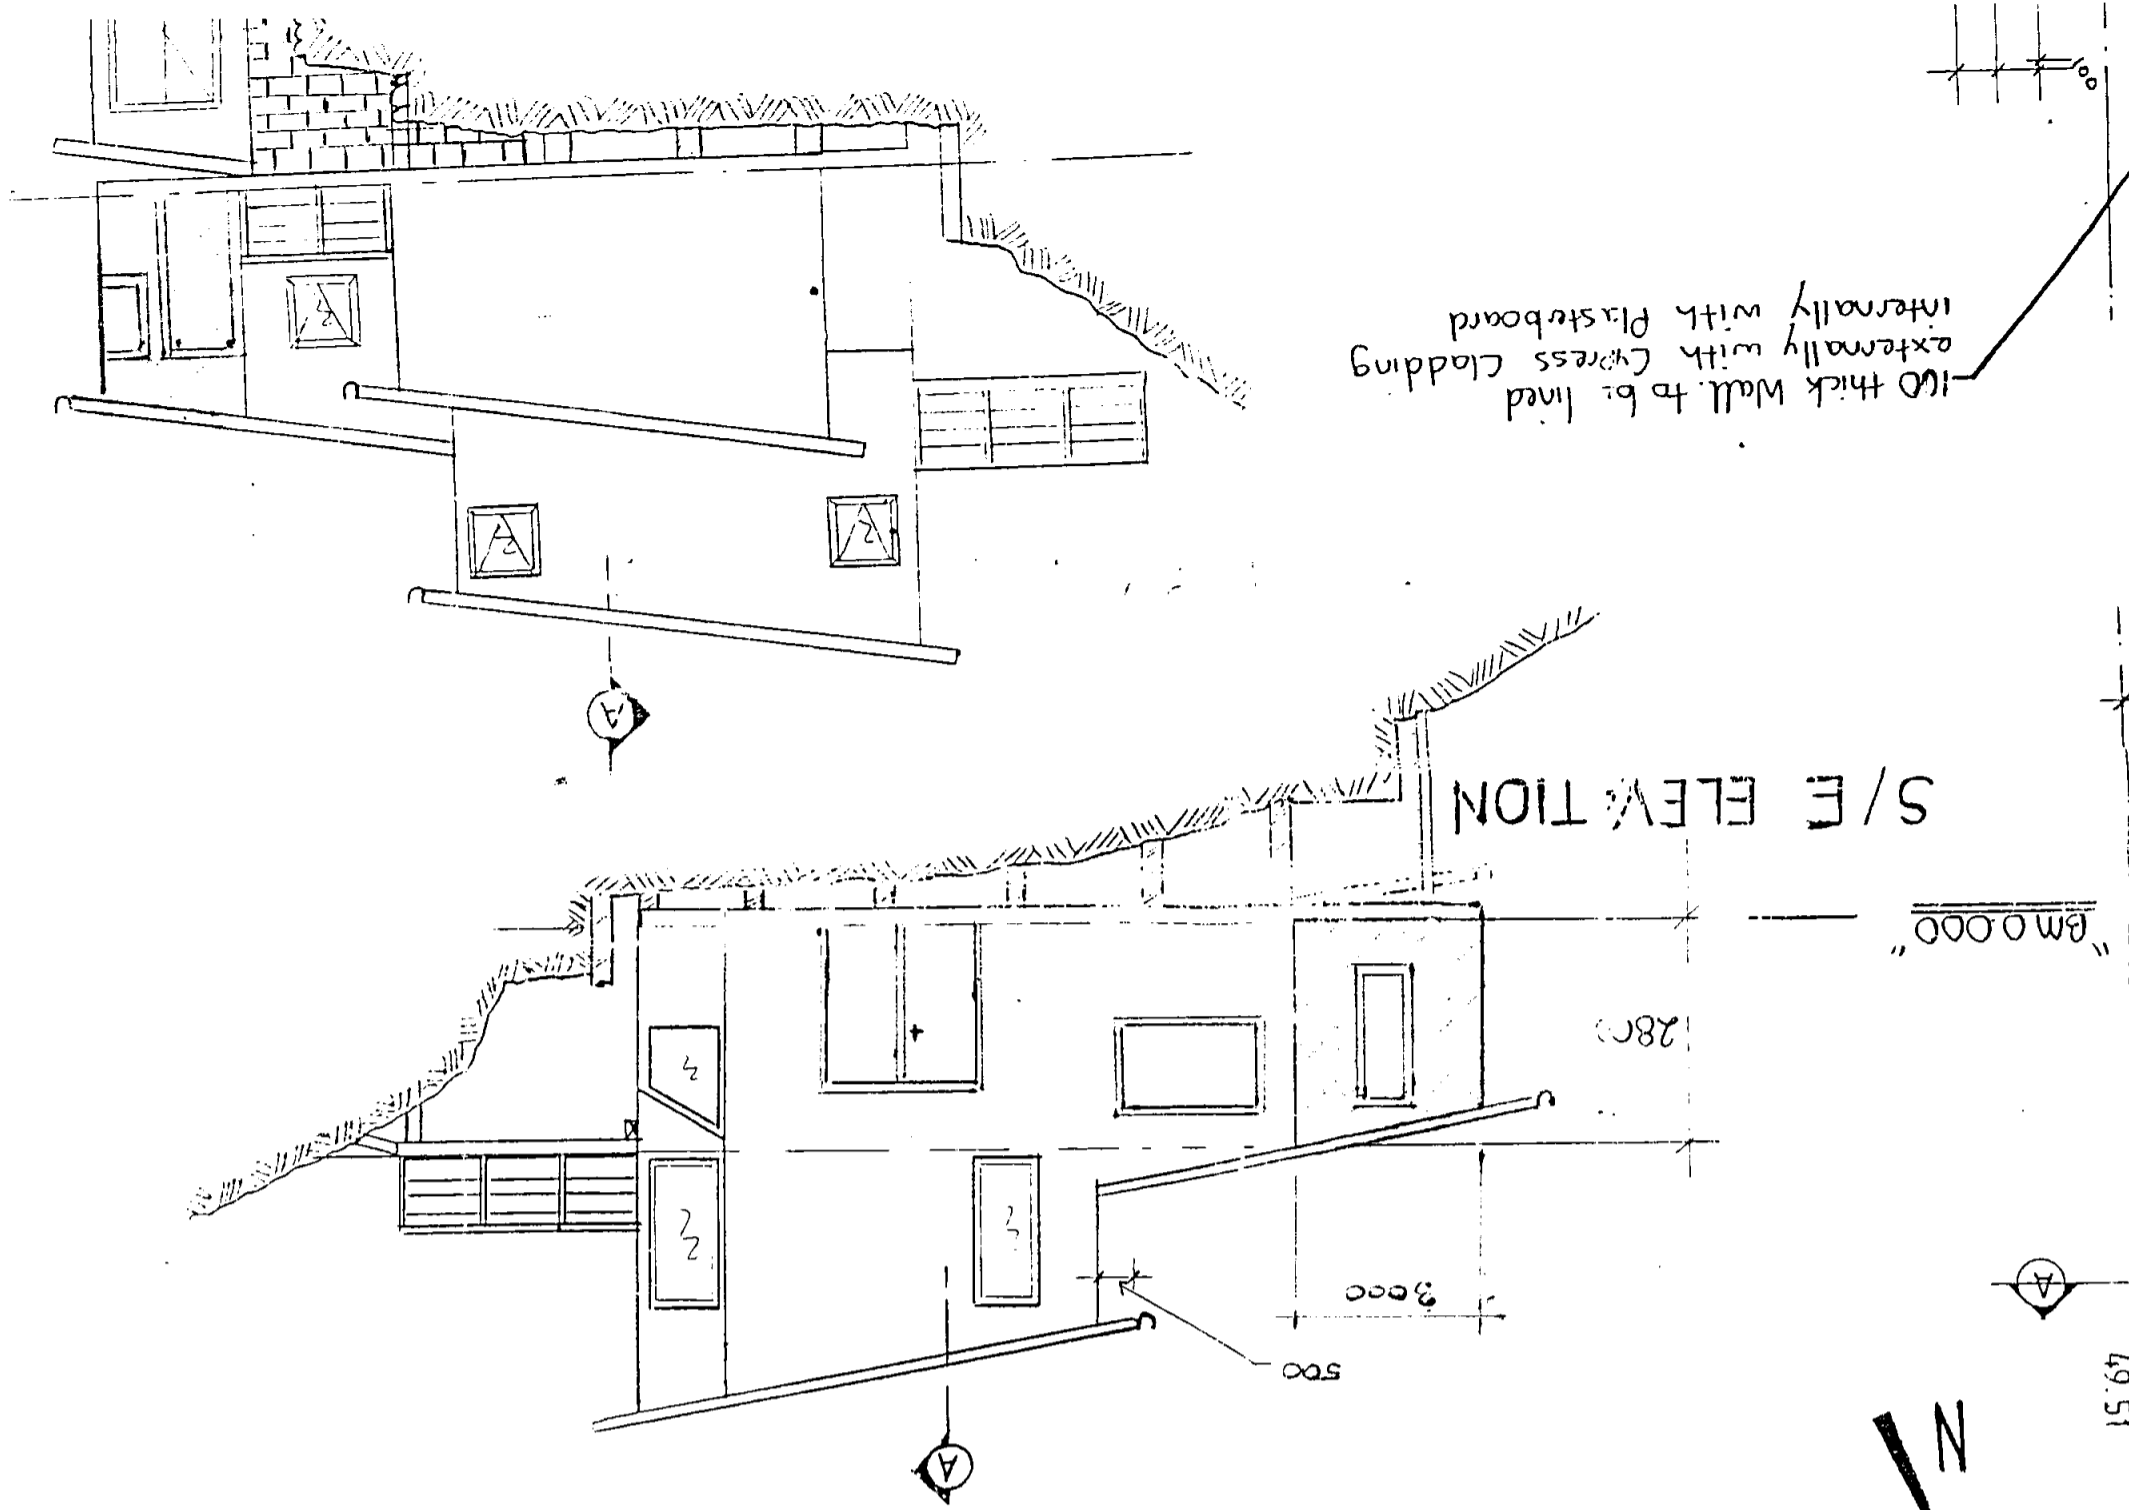 N
49.51
A
500
A
3000
2800
"BM 0.000"
S/E ELEVATION
A
100 thick Wall to be lined
externally with Cypress Cladding
internally with Plasterboard